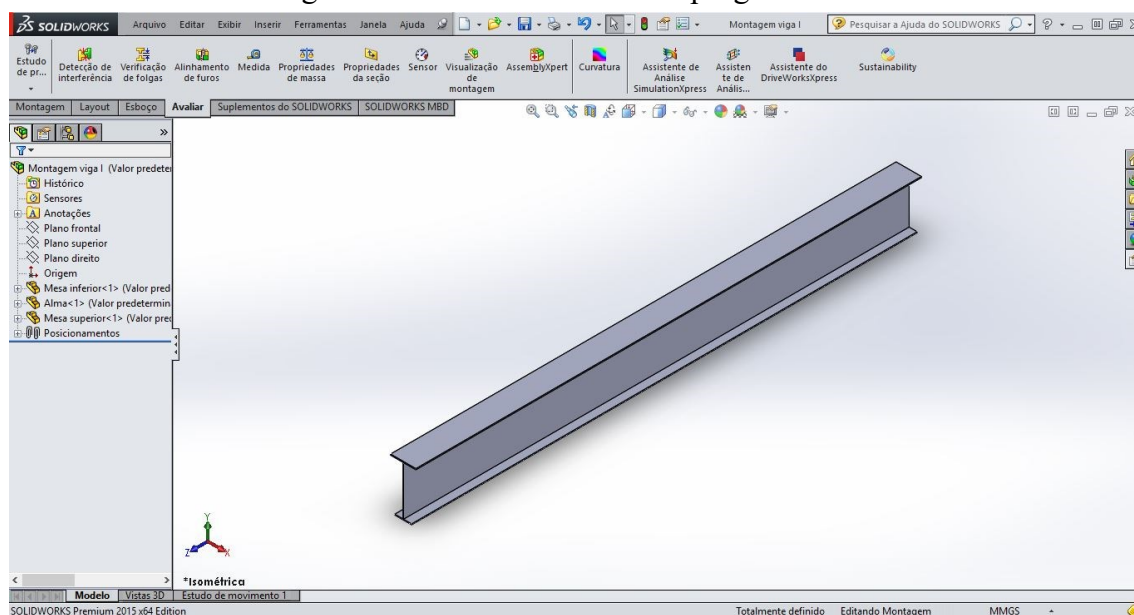 SOLIDWORKS Arquivo Editar Exibir Inserir Ferramentas Janela Ajuda Montagem viga I Pesquisar a Ajuda do SOLIDWORKS ?
Estudo de pr...
Detecção de interferência
Verificação de folgas
Alinhamento de furos
Medida
Propriedades de massa
Propriedades da seção
Sensor
Visualização de montagem
AssemblyXpert
Curvatura
Assistente de Análise SimulationXpress
Assisten te de Anális...
Assistente do DriveWorksXpress
Sustainability
Montagem Layout Esboço Avaliar Suplementos do SOLIDWORKS SOLIDWORKS MBD
»
Montagem viga I (Valor predeter
Histórico
Sensores
A Anotações
Plano frontal
Plano superior
Plano direito
Origem
Mesa inferior<1> (Valor pred
Alma<1> (Valor predetermin
Mesa superior<1> (Valor pred
Posicionamentos
Y
Z X
*Isométrica
Modelo Vistas 3D Estudo de movimento 1
SOLIDWORKS Premium 2015 x64 Edition Totalmente definido Editando Montagem MMGS